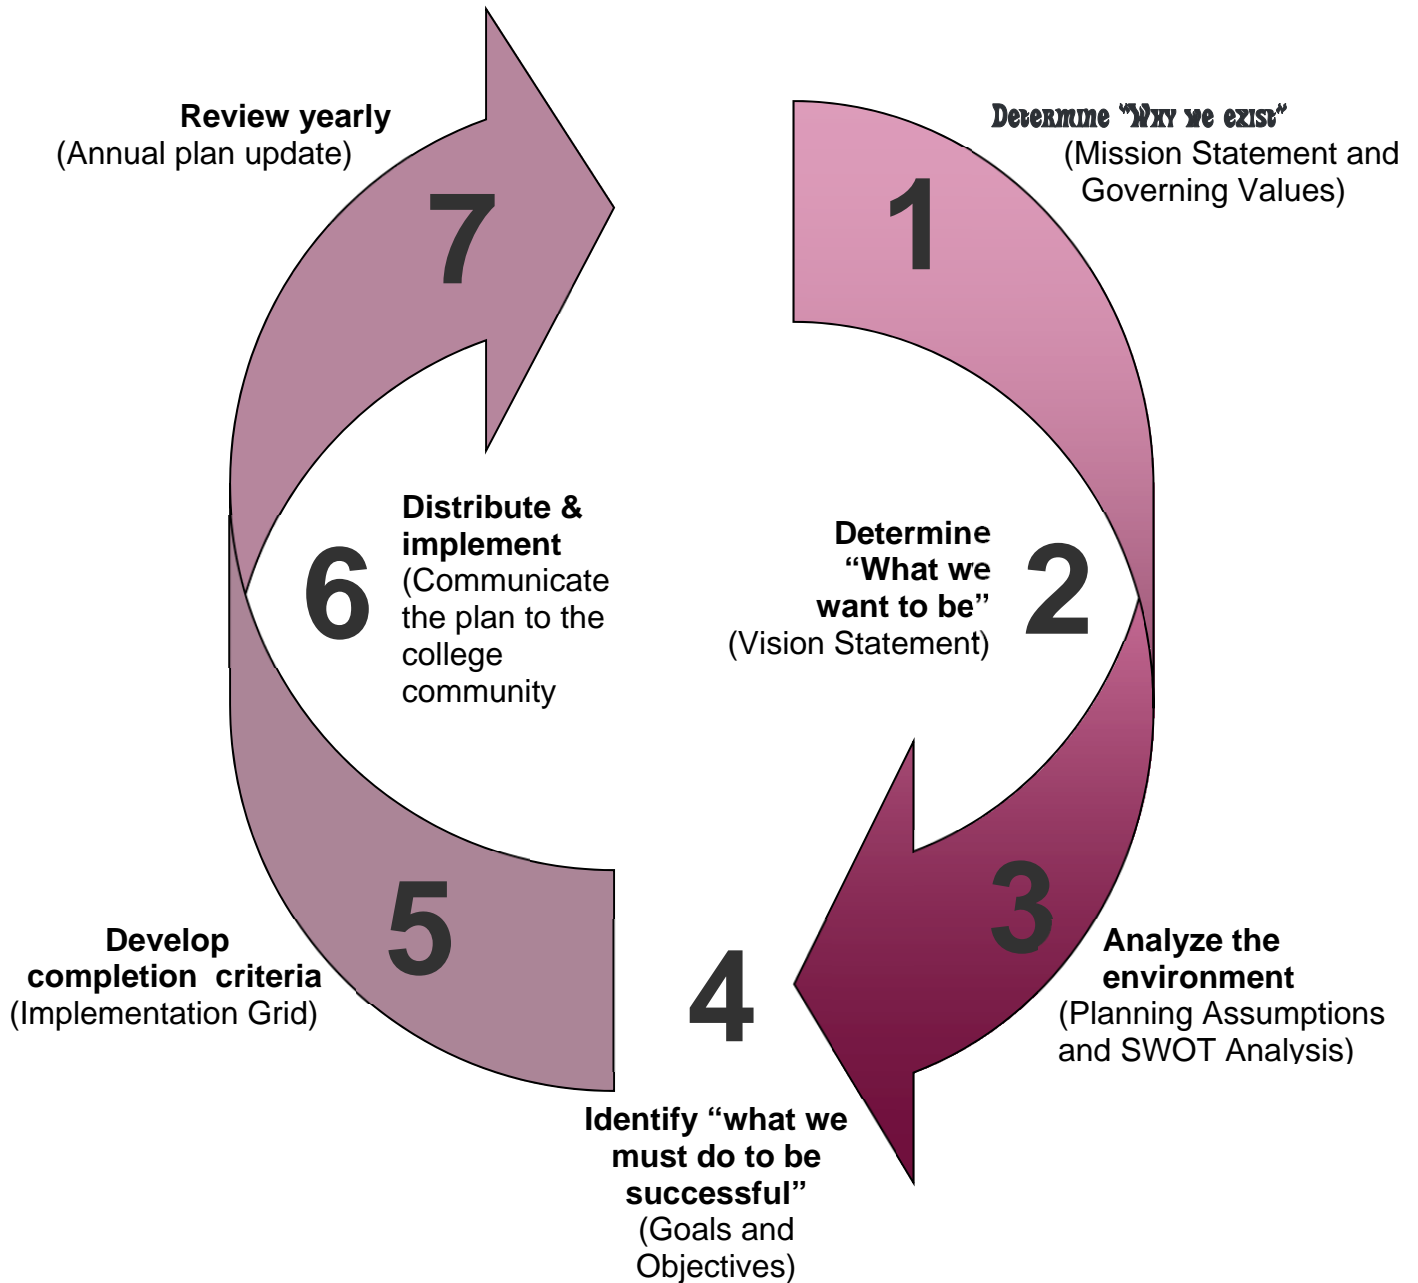 1
Determine "Why we exist"
(Mission Statement and
Governing Values)
2
Determine
“What we
want to be”
(Vision Statement)
3
Analyze the
environment
(Planning Assumptions
and SWOT Analysis)
4
Identify “what we
must do to be
successful”
(Goals and
Objectives)
5
Develop
completion criteria
(Implementation Grid)
6
Distribute &
implement
(Communicate
the plan to the
college
community
7
Review yearly
(Annual plan update)